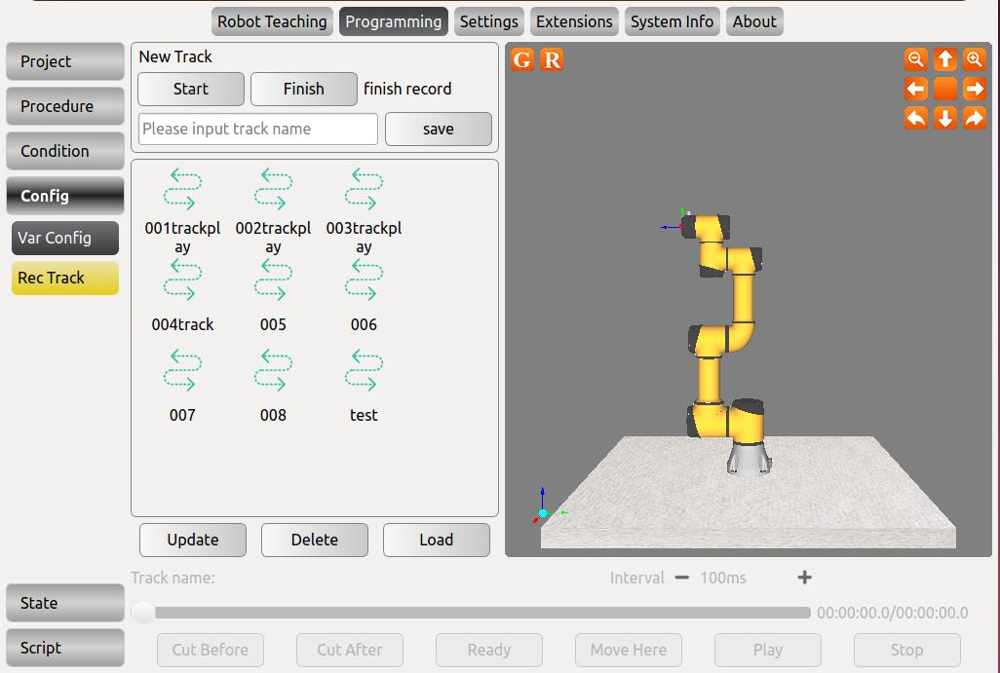 Robot Teaching
Programming
Settings
Extensions
System Info
About
Project
Procedure
Condition
Config
Var Config
Rec Track
State
Script
New Track
Start
Finish
finish record
Please input track name
save
001trackpl
ay
002trackpl
ay
003trackpl
ay
004track
005
006
007
008
test
Update
Delete
Load
G
R
Track name:
Interval
100ms
00:00:00.0/00:00:00.0
Cut Before
Cut After
Ready
Move Here
Play
Stop